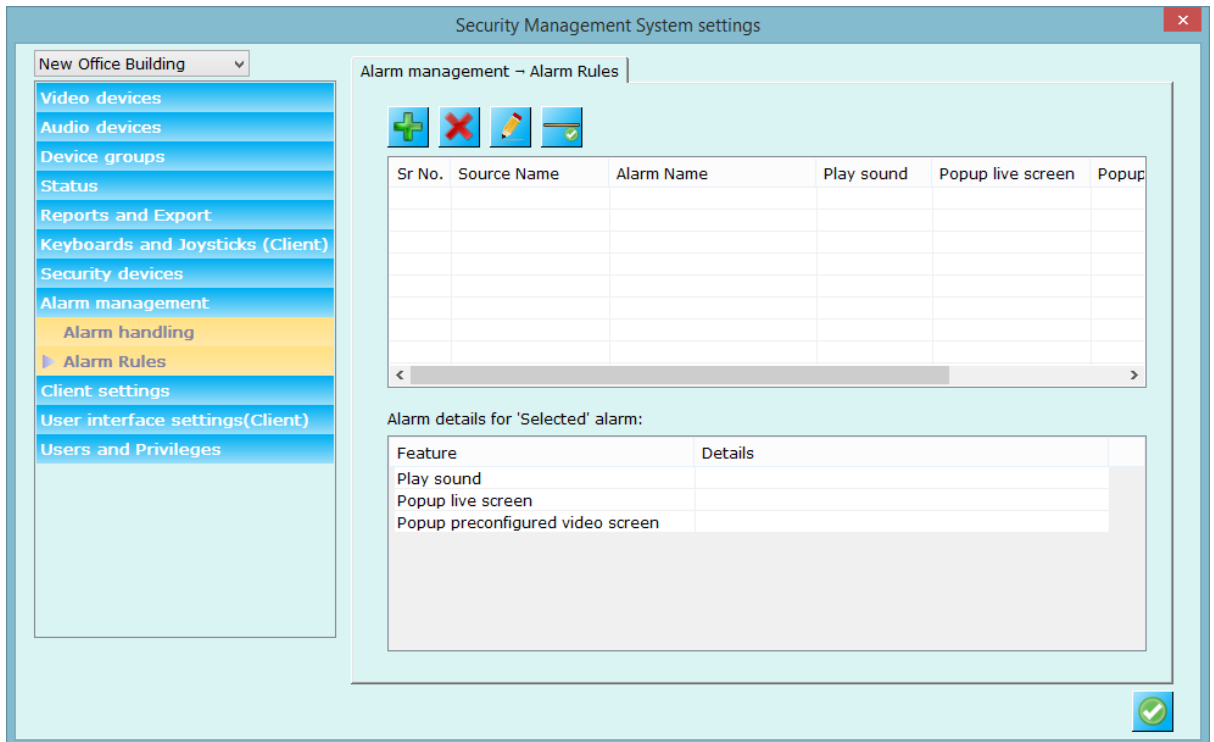 Security Management System settings
New Office Building
Video devices
Audio devices
Device groups
Status
Reports and Export
Keyboards and Joysticks (Client)
Security devices
Alarm management
Alarm handling
Alarm Rules
Client settings
User interface settings(Client)
Users and Privileges
Alarm management → Alarm Rules
Sr No. Source Name Alarm Name Play sound Popup live screen Popup
Alarm details for 'Selected' alarm:
Feature Details
Play sound
Popup live screen
Popup preconfigured video screen